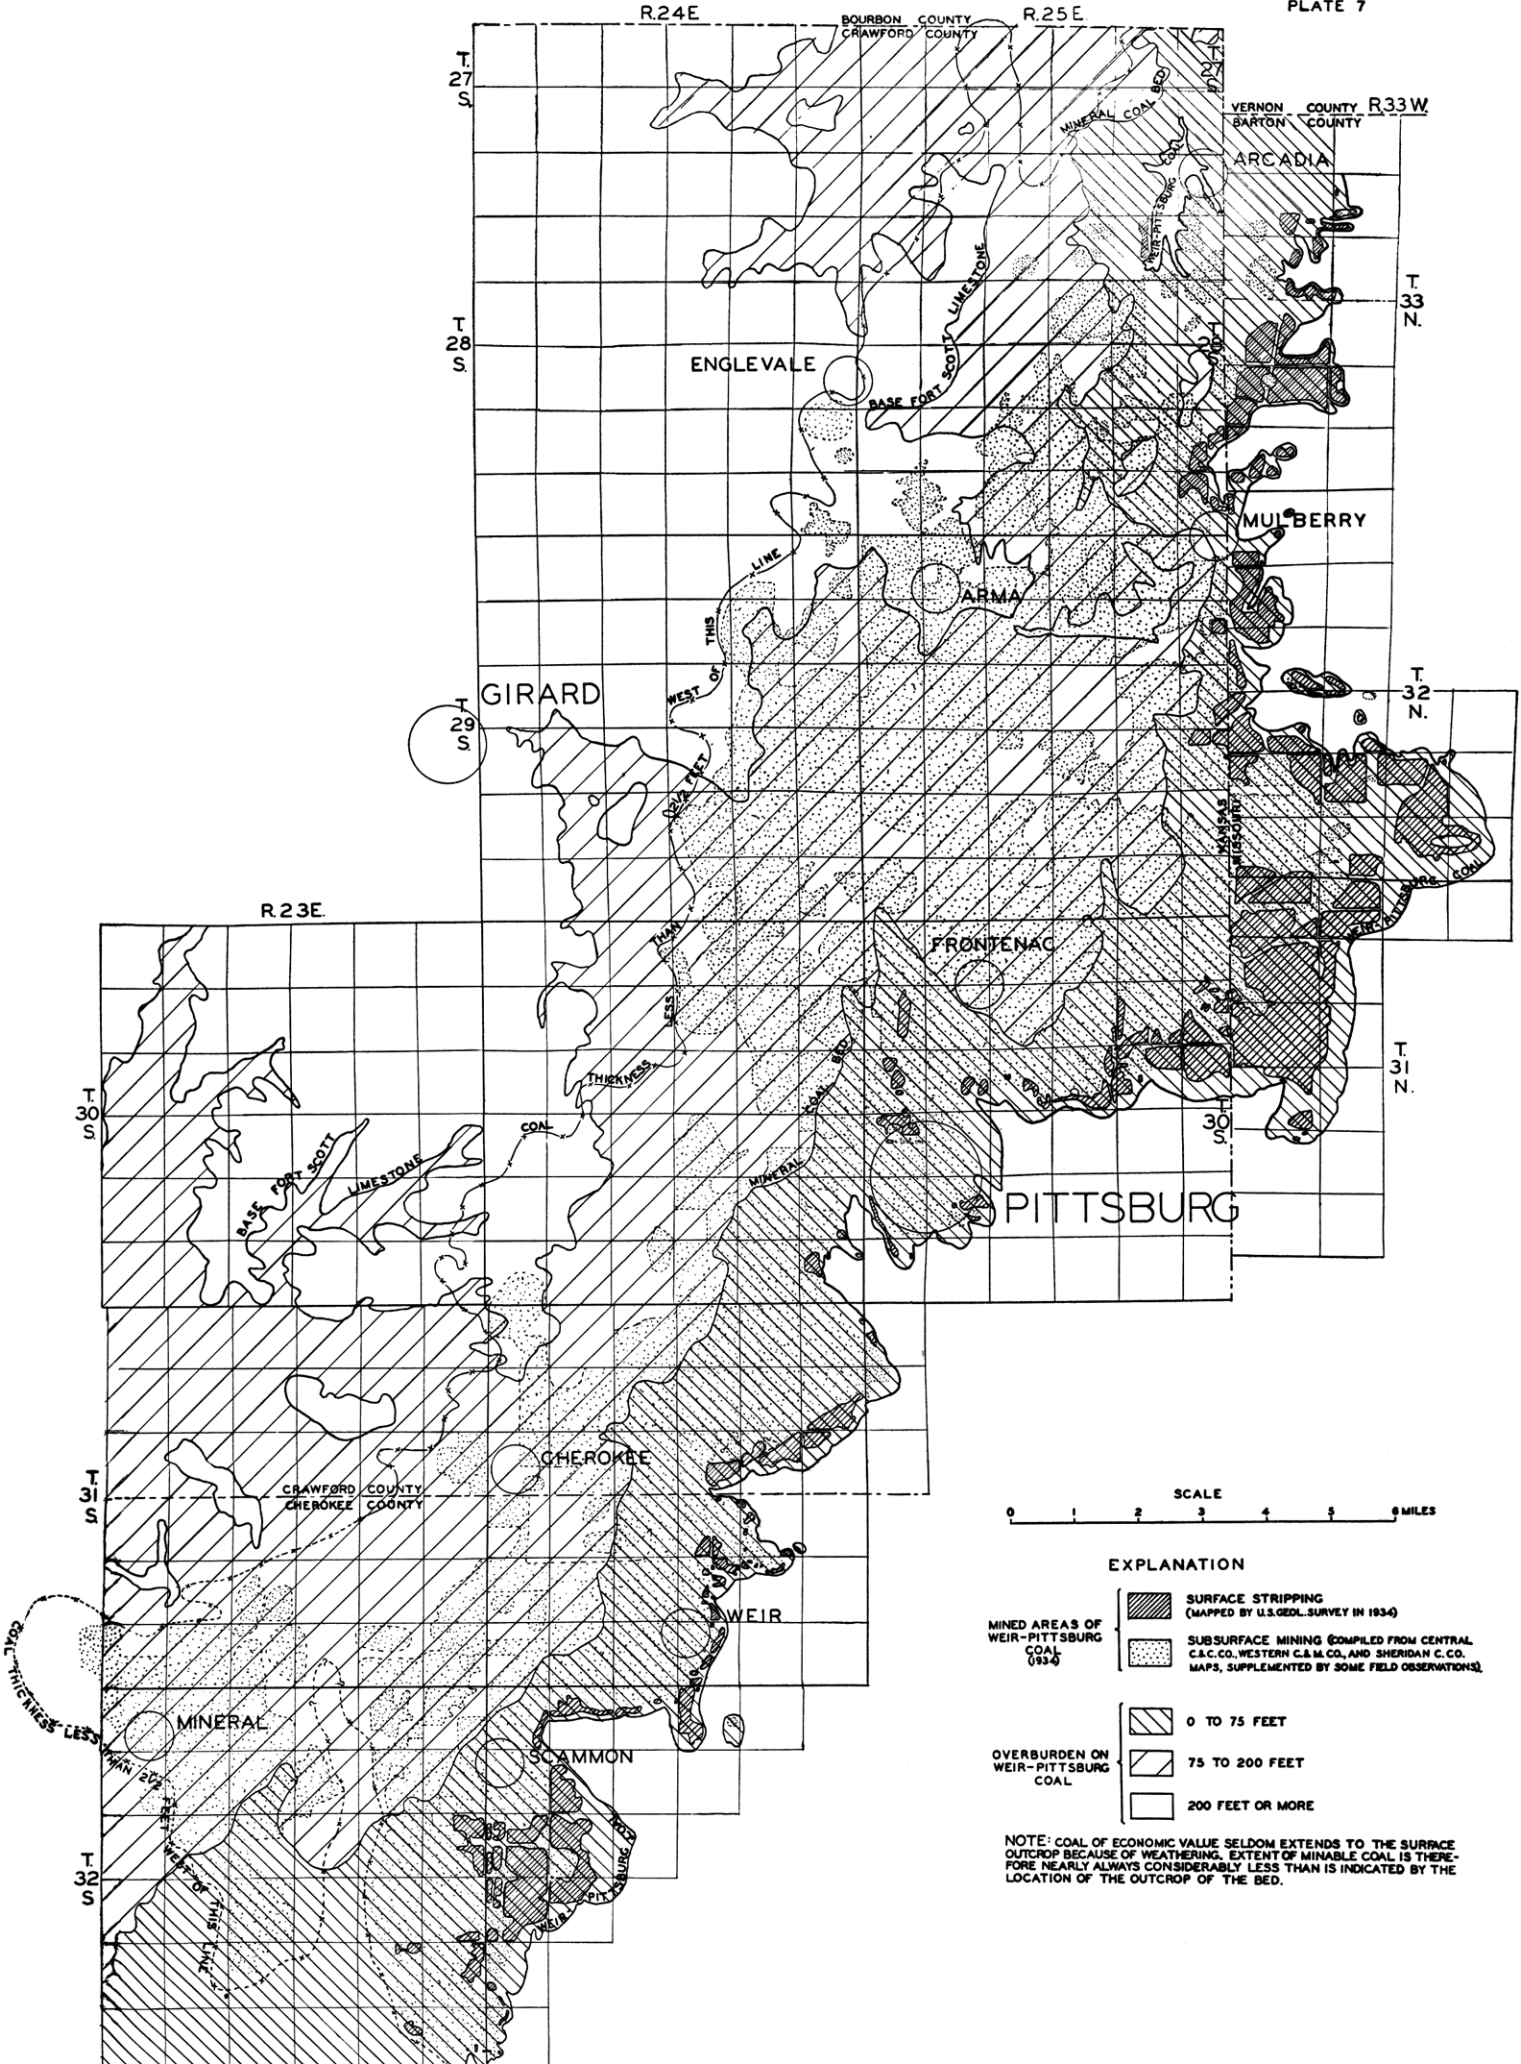 PLATE 7
R.24E
BOURBON COUNTY
CRAWFORD COUNTY
R.25E.
T.
27
S.
T.
27
VERNON COUNTY
BARTON COUNTY
R.33W.
MINERAL COAL BED
ARCADIA
WEIR-PITTSBURG COAL
T.
33
N.
T.
28
S.
ENGLEVALE
BASE FORT SCOTT LIMESTONE
MULBERRY
ARMA
T.
32
N.
GIRARD
T.
29
S.
COAL THICKNESS LESS THAN 2 1/2 FEET WEST OF THIS LINE
KANSAS
MISSOURI
WEIR-PITTSBURG COAL
R.23E.
FRONTENAC
T.
31
N.
T.
30
S.
30
S.
MINERAL COAL BED
BASE FORT SCOTT LIMESTONE
PITTSBURG
CHEROKEE
T.
31
S.
CRAWFORD COUNTY
CHEROKEE COUNTY
WEIR
COAL THICKNESS LESS THAN 2 1/2 FEET WEST OF THIS LINE
MINERAL
SCAMMON
T.
32
S
WEIR-PITTSBURG COAL
SCALE
0 1 2 3 4 5 6 MILES
EXPLANATION
MINED AREAS OF
WEIR-PITTSBURG
COAL
(1934)
SURFACE STRIPPING
(MAPPED BY U.S.GEOL.SURVEY IN 1934)
SUBSURFACE MINING (COMPILED FROM CENTRAL
C.&C.CO., WESTERN C.& M. CO., AND SHERIDAN C. CO.
MAPS, SUPPLEMENTED BY SOME FIELD OBSERVATIONS).
OVERBURDEN ON
WEIR-PITTSBURG
COAL
0 TO 75 FEET
75 TO 200 FEET
200 FEET OR MORE
NOTE: COAL OF ECONOMIC VALUE SELDOM EXTENDS TO THE SURFACE
OUTCROP BECAUSE OF WEATHERING. EXTENT OF MINABLE COAL IS THERE-
FORE NEARLY ALWAYS CONSIDERABLY LESS THAN IS INDICATED BY THE
LOCATION OF THE OUTCROP OF THE BED.